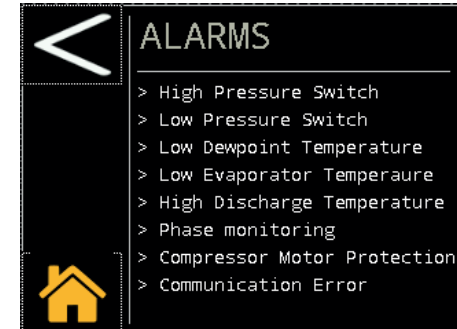 ALARMS
> High Pressure Switch
> Low Pressure Switch
> Low Dewpoint Temperature
> Low Evaporator Temperaure
> High Discharge Temperature
> Phase monitoring
> Compressor Motor Protection
> Communication Error